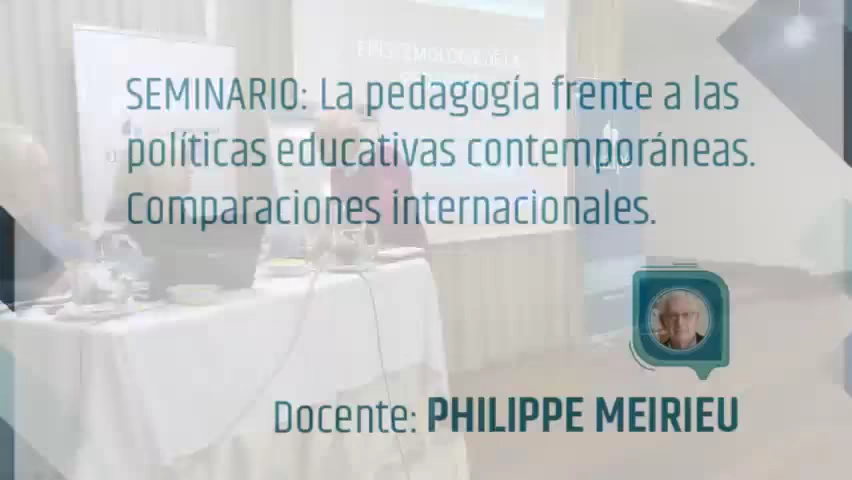 SEMINARIO: La pedagogía frente a las
políticas educativas contemporáneas.
Comparaciones internacionales.
Docente: PHILIPPE MEIRIEU